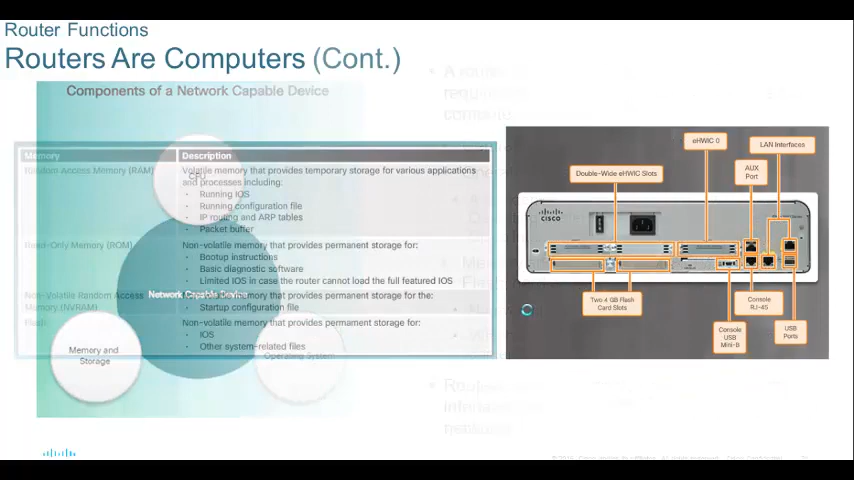 Router Functions
Routers Are Computers (Cont.)
Components of a Network Capable Device
Memory
Description
Random Access Memory (RAM)
Volatile memory that provides temporary storage for various applications
and processes including:
• Running IOS
• Running configuration file
• IP routing and ARP tables
• Packet buffer
Read-Only Memory (ROM)
Non-volatile memory that provides permanent storage for:
• Bootup instructions
• Basic diagnostic software
• Limited IOS in case the router cannot load the full featured IOS
Non-Volatile Random Access
Memory (NVRAM)
memory that provides permanent storage for the:
• Startup configuration file
Flash
Non-volatile memory that provides permanent storage for:
• IOS
• Other system-related files
CPU
Network Capable Device
Memory and
Storage
Operating System
• A
eHWIC 0
LAN Interfaces
Double-Wide eHWIC Slots
AUX
Port
CISCO
Two 4 GB Flash
Card Slots
Console
RJ-45
Console
USB
Mini-B
USB
Ports